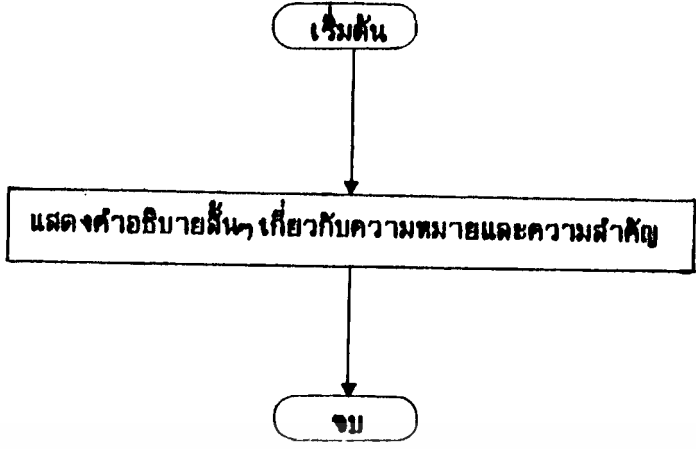 เริ่มต้น
แสดงคำอธิบายสั้นๆ เกี่ยวกับความหมายและความสำคัญ
จบ